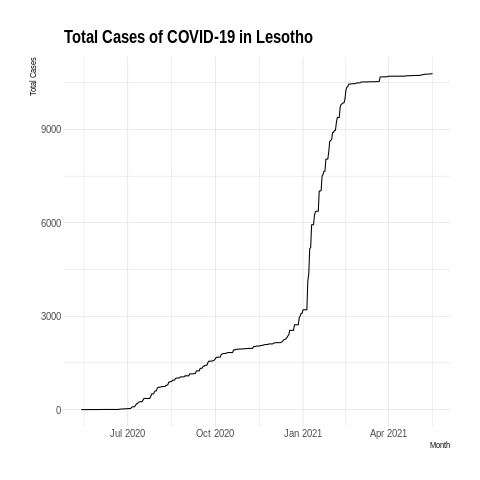 Total Cases of COVID-19 in Lesotho
Total Cases
9000
6000
3000
0
Jul 2020 Oct 2020 Jan 2021 Apr 2021
Month